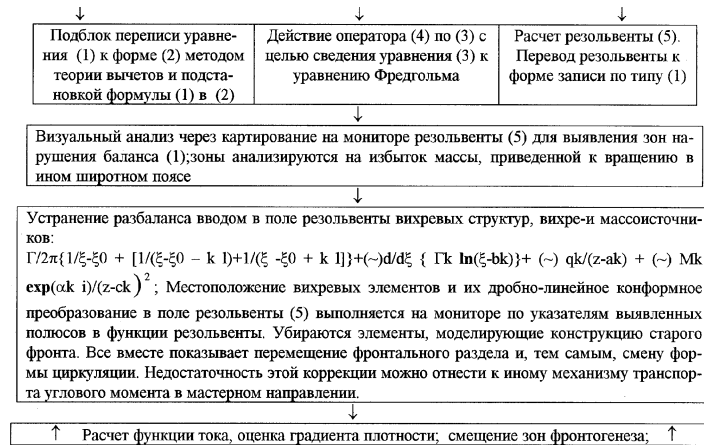 Подблок переписи уравне-
ния (1) к форме (2) методом
теории вычетов и подста-
новкой формулы (1) в (2)
Действие оператора (4) по (3) с
целью сведения уравнения (3) к
уравнению Фредгольма
Расчет резольвенты (5).
Перевод резольвенты к
форме записи по типу (1)
Визуальный анализ через картирование на мониторе резольвенты (5) для выявления зон на-
рушения баланса (1);зоны анализируются на избыток массы, приведенной к вращению в
ином широтном поясе
Устранение разбаланса вводом в поле резольвенты вихревых структур, вихре-и массоисточни-
ков:
Г/2π{1/ξ-ξ0 + [1/(ξ-ξ0 – k l)+1/(ξ -ξ0 + k l]}+(~)d/dξ { Гk ln(ξ-bk)}+ (~) qk/(z-ak) + (~) Mk
exp(αk i)/(z-ck )²; Местоположение вихревых элементов и их дробно-линейное конформное
преобразование в поле резольвенты (5) выполняется на мониторе по указателям выявленных
полюсов в функции резольвенты. Убираются элементы, моделирующие конструкцию старого
фронта. Все вместе показывает перемещение фронтального раздела и, тем самым, смену фор-
мы циркуляции. Недостаточность этой коррекции можно отнести к иному механизму транспор-
та углового момента в мастерном направлении.
↑ Расчет функции тока, оценка градиента плотности; смещение зон фронтогенеза; ↑